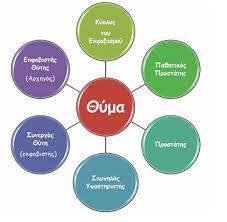 Κύκλος
του
Εκφοβισμού
Παθητικός
Προστάτης
Προστάτης
Σιωπηλός
Υποστηρικτής
Συνεργός
Θύτη
(εκφοβιστής)
Εκφοβιστής
Θύτης
(Αρχηγός)
Θύμα